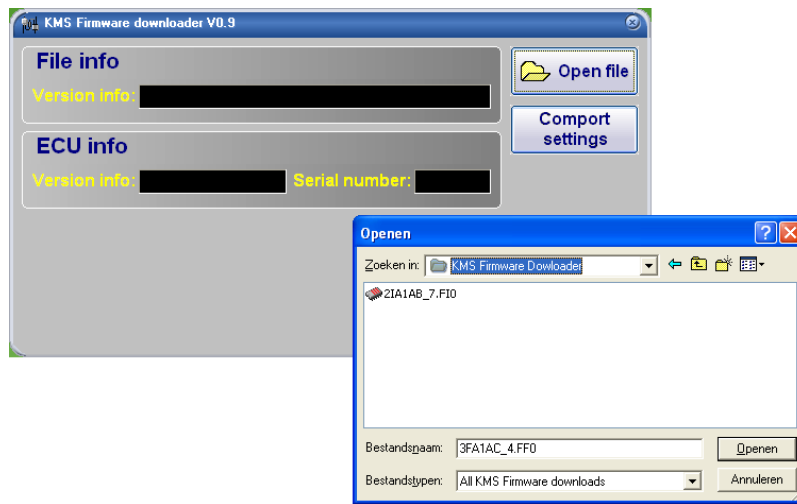 KMS Firmware downloader V0.9
File info
Version info:
Open file
Comport
settings
ECU info
Version info:
Serial number:
Openen
Zoeken in:
KMS Firmware Dowloader
2IA1AB_7.FI0
Bestandsnaam:
3FA1AC_4.FF0
Openen
Bestandstypen:
All KMS Firmware downloads
Annuleren